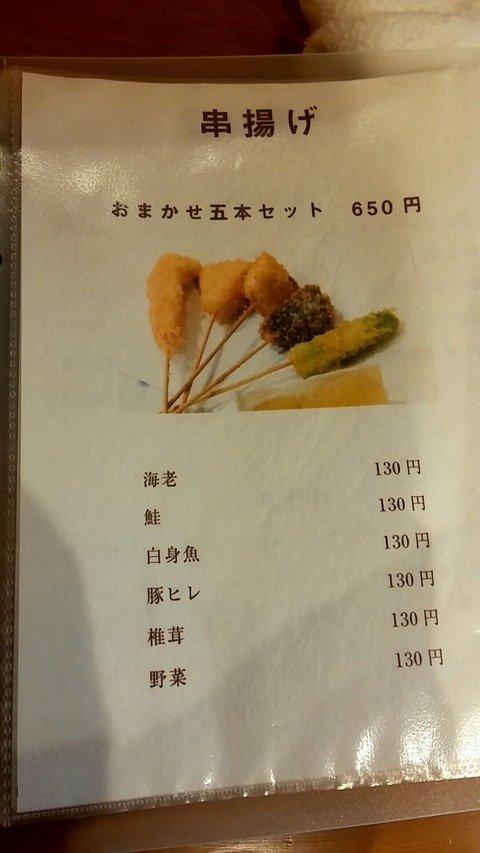 串揚げ
おまかせ五本セット 650円
海老 130円
鮭 130円
白身魚 130円
豚ヒレ 130円
椎茸 130円
野菜 130円